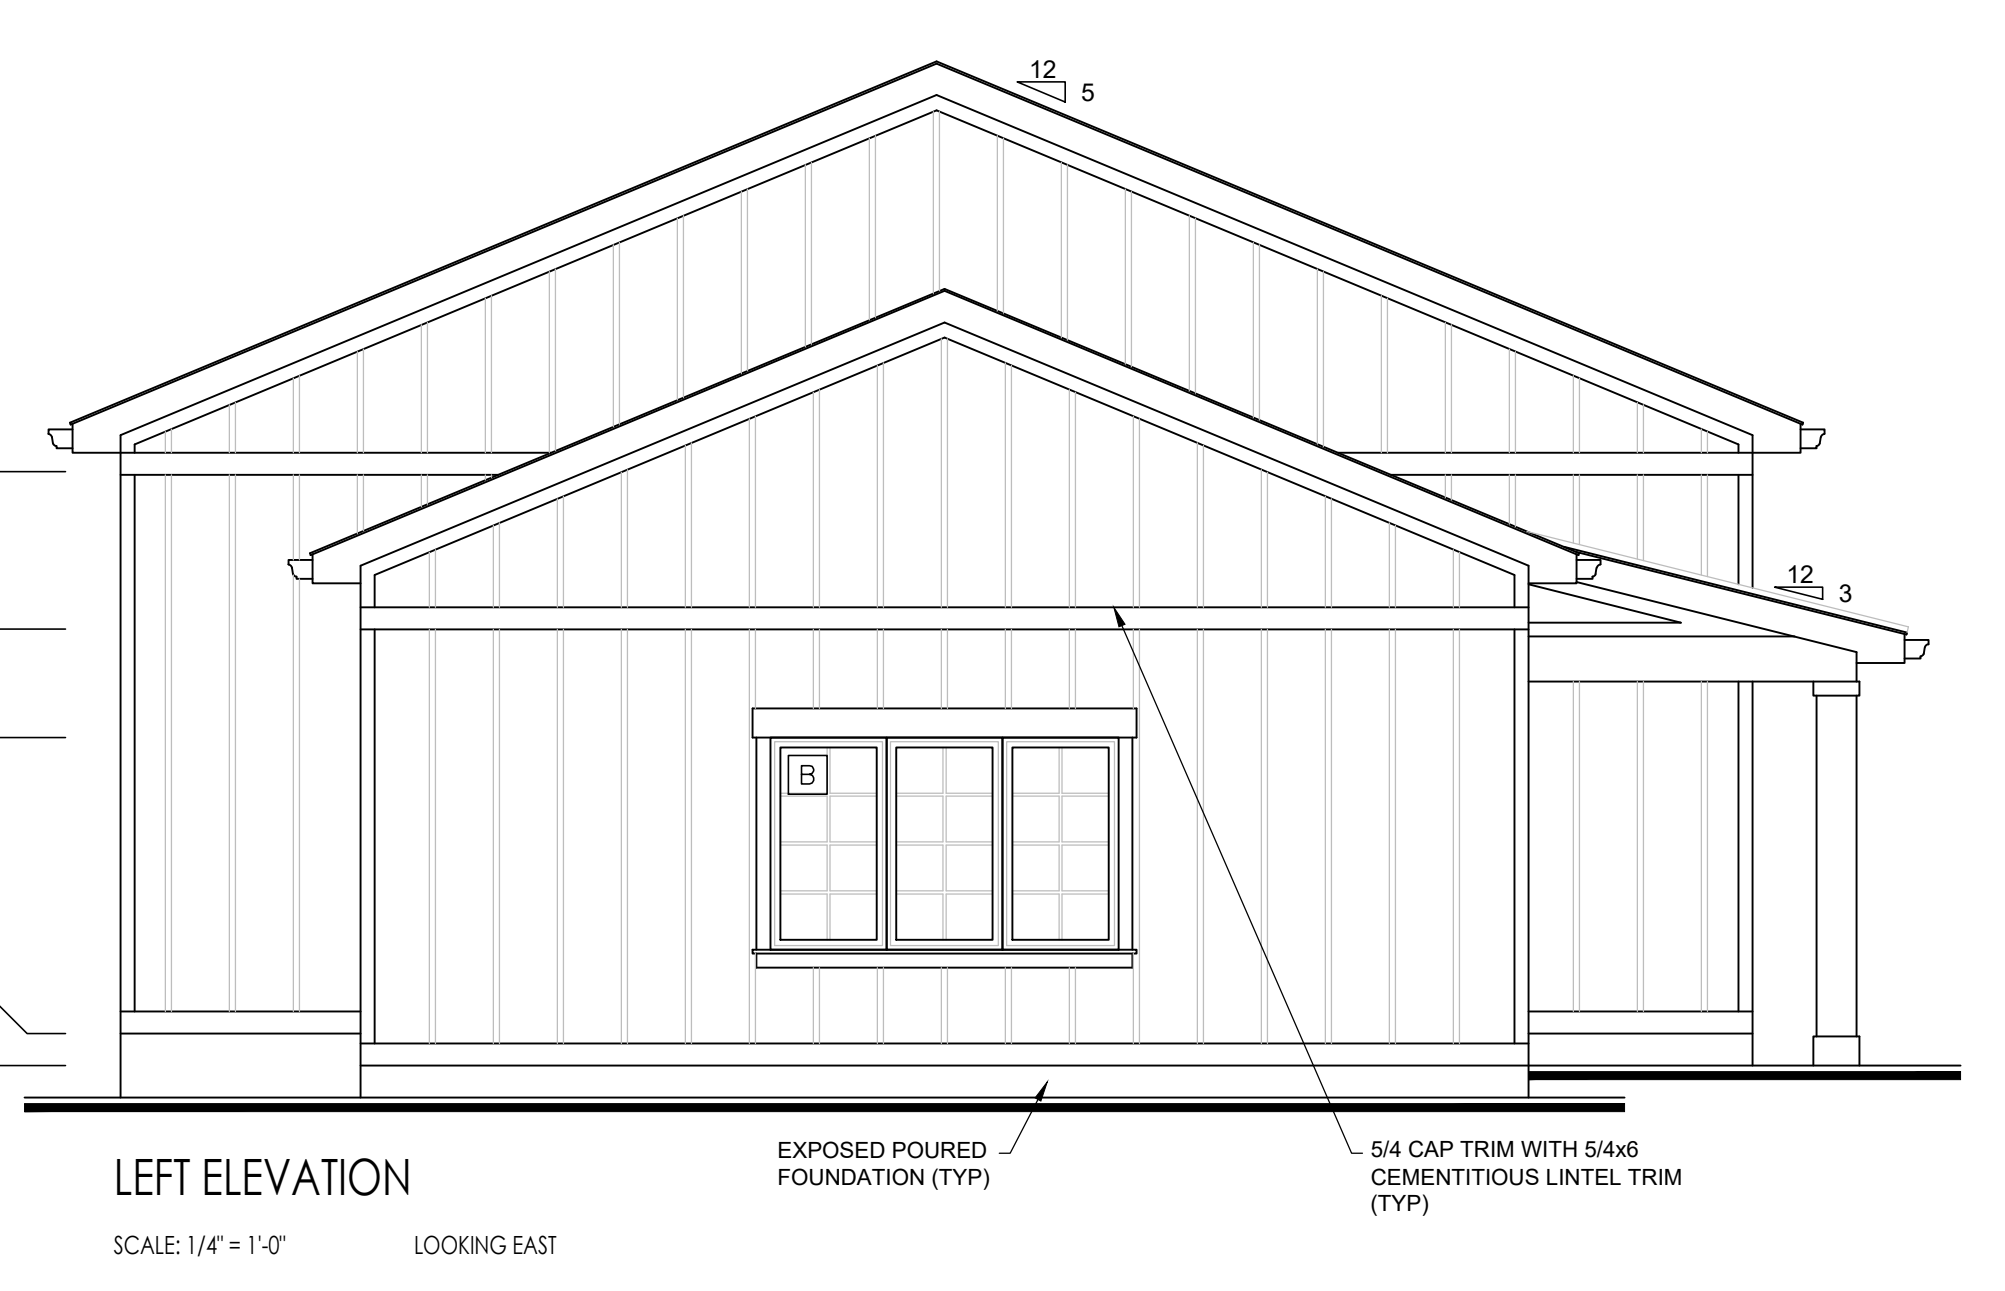 12
5
12
3
B
EXPOSED POURED
FOUNDATION (TYP)
5/4 CAP TRIM WITH 5/4x6
CEMENTITIOUS LINTEL TRIM
(TYP)
LEFT ELEVATION
SCALE: 1/4" = 1'-0"
LOOKING EAST